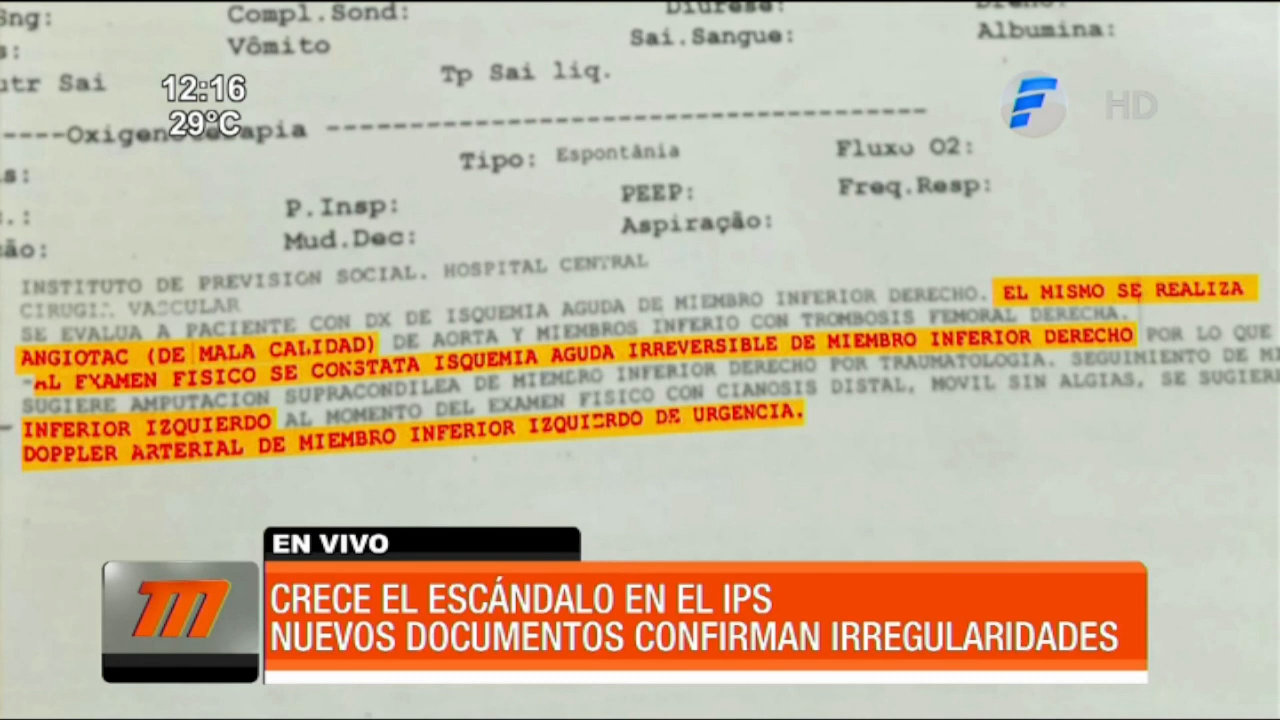 Sng:
Compl.Sond:
Diurese:
Dreno:
s:
Vômito
Sai.Sangue:
Albumina:
utr Sai
Tp Sai liq.
12:16
29°C
HD
----Oxigenoterapia ----
Tipo: Espontânia
Fluxo O2:
s:
P.Insp:
PEEP:
Freq.Resp:
.:
ão:
Mud.Dec:
Aspiração:
INSTITUTO DE PREVISION SOCIAL. HOSPITAL CENTRAL
CIRUGIA VASCULAR
SE EVALUA A PACIENTE CON DX DE ISQUEMIA AGUDA DE MIEMBRO INFERIOR DERECHO. EL MISMO SE REALIZA
ANGIOTAC (DE MALA CALIDAD) DE AORTA Y MIEMBROS INFERIO CON TROMBOSIS FEMORAL DERECHA.
AL EXAMEN FISICO SE CONSTATA ISQUEMIA AGUDA IRREVERSIBLE DE MIEMBRO INFERIOR DERECHO POR LO QUE
SUGIERE AMPUTACION SUPRACONDILEA DE MIEMBRO INFERIOR DERECHO POR TRAUMATOLOGIA. SEGUIMIENTO DE MI
INFERIOR IZQUIERDO AL MOMENTO DEL EXAMEN FISICO CON CIANOSIS DISTAL, MOVIL SIN ALGIAS, SE SUGIERE
DOPPLER ARTERIAL DE MIEMBRO INFERIOR IZQUIERDO DE URGENCIA.
EN VIVO
CRECE EL ESCÁNDALO EN EL IPS
NUEVOS DOCUMENTOS CONFIRMAN IRREGULARIDADES